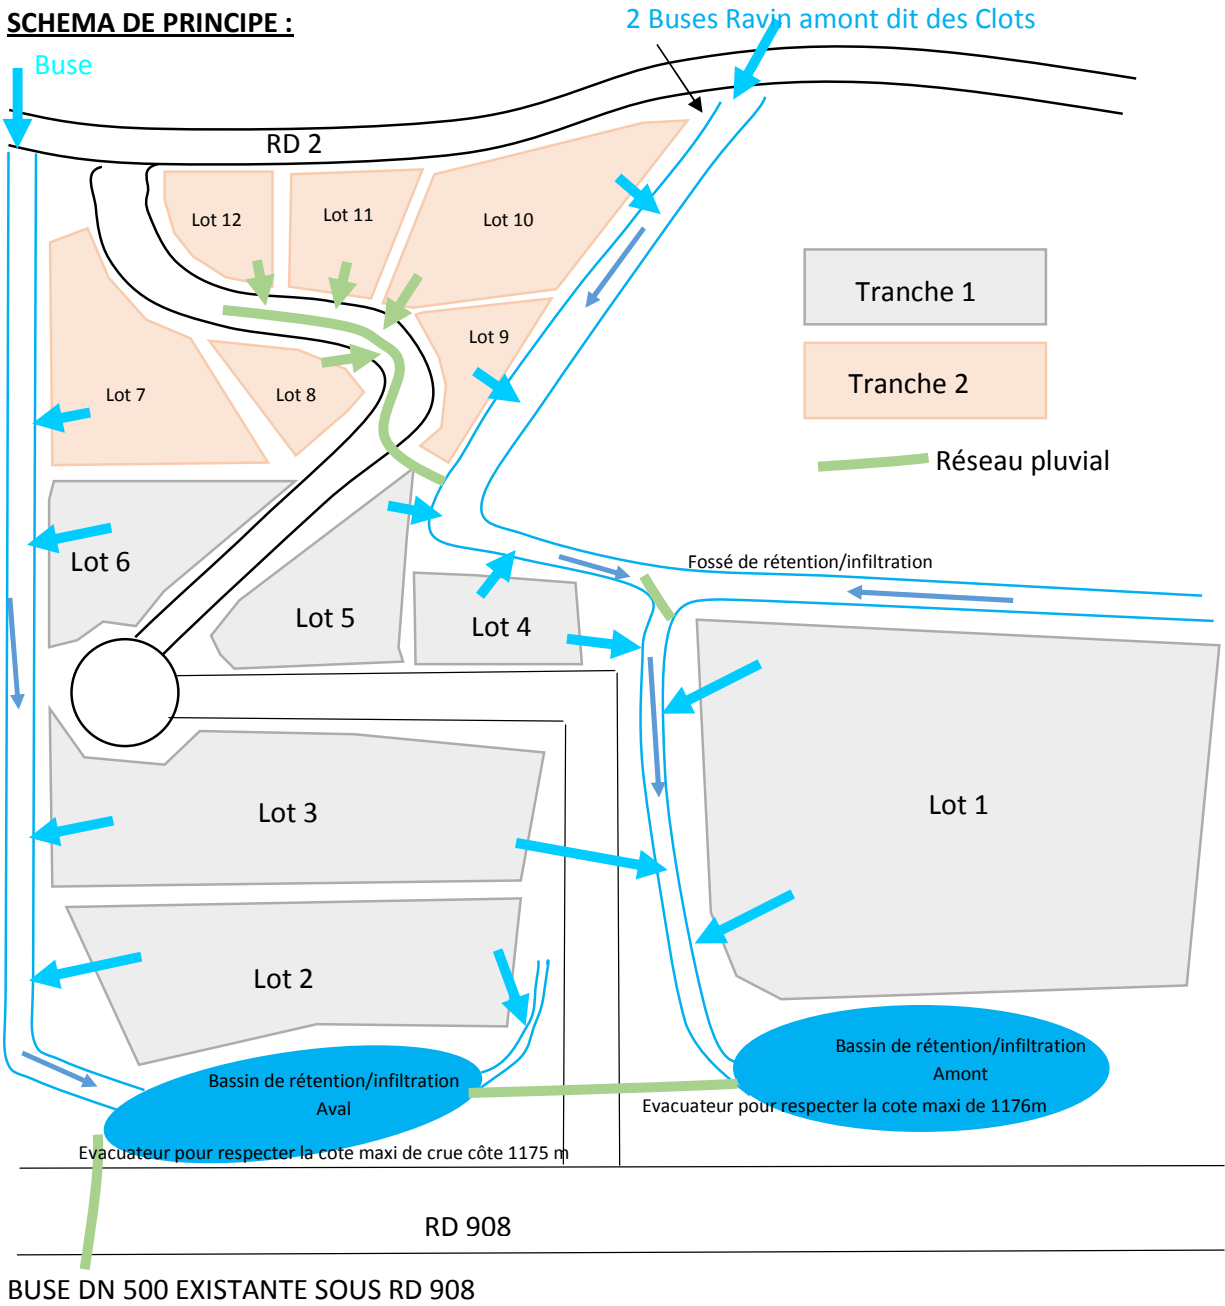 SCHEMA DE PRINCIPE :
2 Buses Ravin amont dit des Clots
Buse
RD 2
Lot 12
Lot 11
Lot 10
Tranche 1
Lot 9
Tranche 2
Lot 7
Lot 8
Réseau pluvial
Lot 6
Fossé de rétention/infiltration
Lot 5
Lot 4
Lot 3
Lot 1
Lot 2
Bassin de rétention/infiltration
Amont
Bassin de rétention/infiltration
Aval
Evacuateur pour respecter la cote maxi de 1176m
Evacuateur pour respecter la cote maxi de crue côte 1175 m
RD 908
BUSE DN 500 EXISTANTE SOUS RD 908